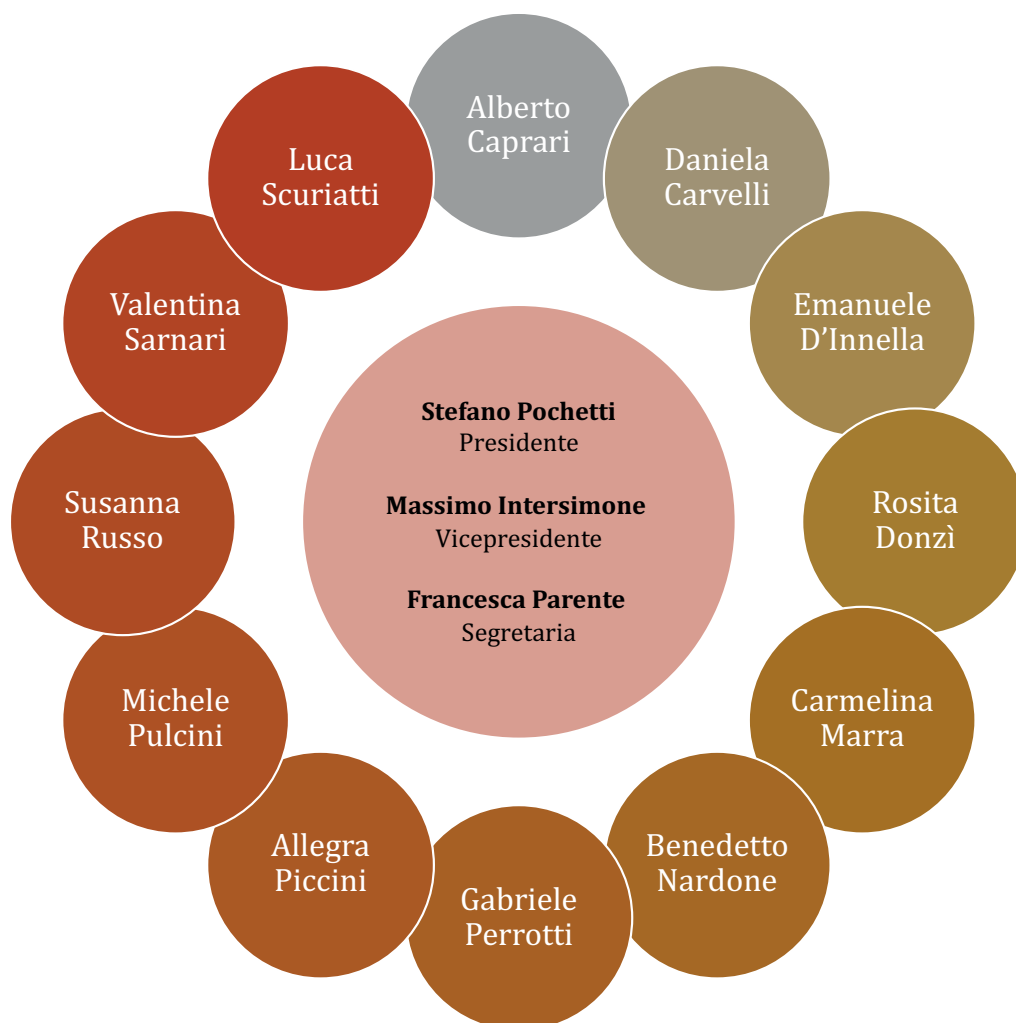 Alberto
Caprari
Daniela
Carvelli
Emanuele
D’Innella
Rosita
Donzì
Carmelina
Marra
Benedetto
Nardone
Gabriele
Perrotti
Allegra
Piccini
Michele
Pulcini
Susanna
Russo
Valentina
Sarnari
Luca
Scuriatti
Stefano Pochetti
Presidente
Massimo Intersimone
Vicepresidente
Francesca Parente
Segretaria